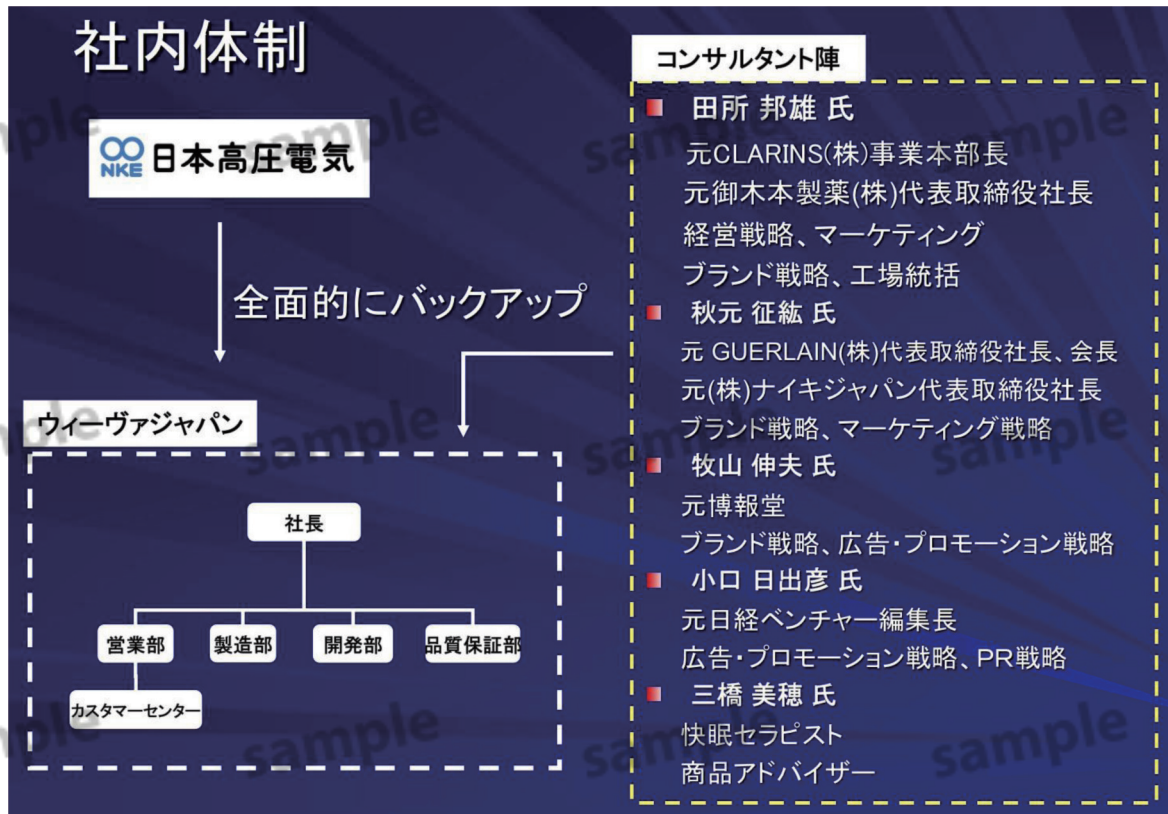 社内体制
NKE
日本高圧電気
全面的にバックアップ
ウィーヴァジャパン
社長
営業部
製造部
開発部
品質保証部
カスタマーセンター
コンサルタント陣
田所 邦雄 氏
元CLARINS(株)事業本部長
元御木本製薬(株)代表取締役社長
経営戦略、マーケティング
ブランド戦略、工場統括
秋元 征紘 氏
元 GUERLAIN(株)代表取締役社長、会長
元(株)ナイキジャパン代表取締役社長
ブランド戦略、マーケティング戦略
牧山 伸夫 氏
元博報堂
ブランド戦略、広告・プロモーション戦略
小口 日出彦 氏
元日経ベンチャー編集長
広告・プロモーション戦略、PR戦略
三橋 美穂 氏
快眠セラピスト
商品アドバイザー
sample
sample
sample
sample
sample
sample
sample
sample
sample